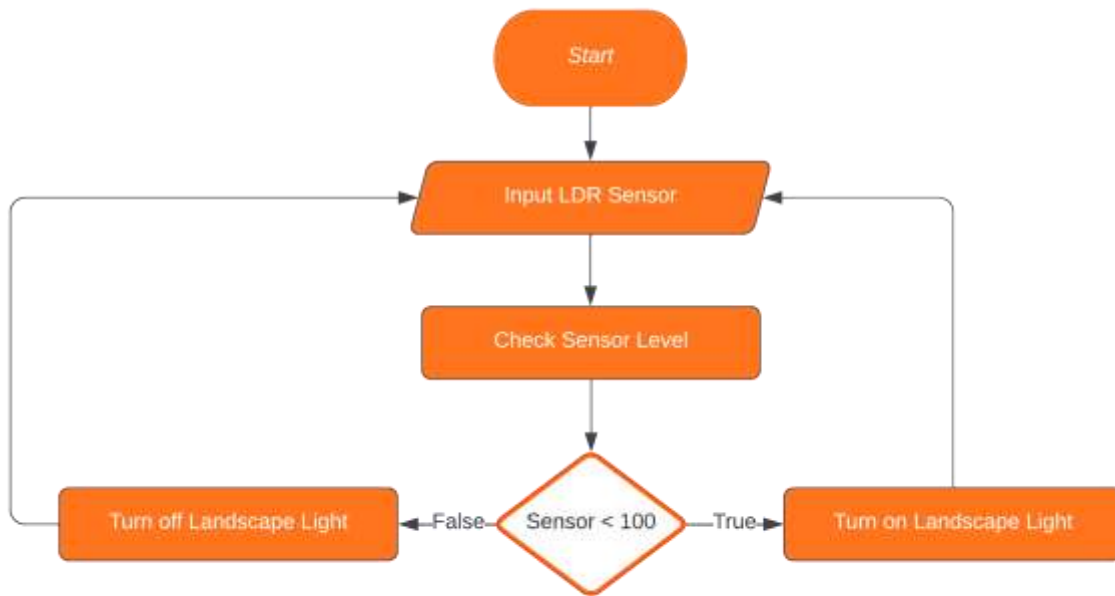 Start
Input LDR Sensor
Check Sensor Level
Turn off Landscape Light
False
Sensor < 100
True
Turn on Landscape Light